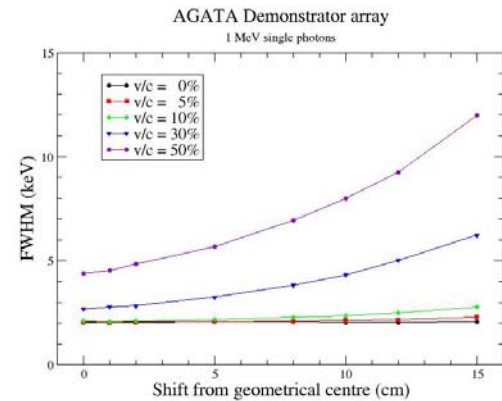 AGATA Demonstrator array
1 MeV single photons
15
v/c = 0%
v/c = 5%
v/c = 10%
v/c = 30%
v/c = 50%
10
FWHM (keV)
5
0
0
5
10
15
Shift from geometrical centre (cm)